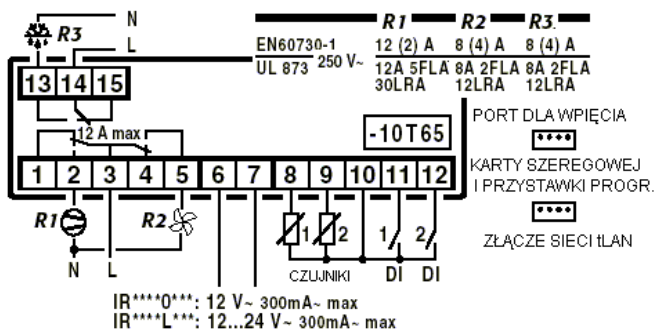 N
R3
L
R1 R2 R3.
EN60730-1 250 V~ 12 (2) A 8 (4) A 8 (4) A
UL 873 12A 5FLA 8A 2FLA 8A 2FLA
30LRA 12LRA 12LRA
13 14 15
12 A max
-10T65
PORT DLA WPIĘCIA
KARTY SZEREGOWEJ
I PRZYSTAWKI PROGR.
ZŁĄCZE SIECI tLAN
1 2 3 4 5 6 7 8 9 10 11 12
R1 R2 1 2 1 2
N L CZUJNIKI DI DI
IR****0***: 12 V~ 300mA~ max
IR****L***: 12...24 V~ 300mA~ max